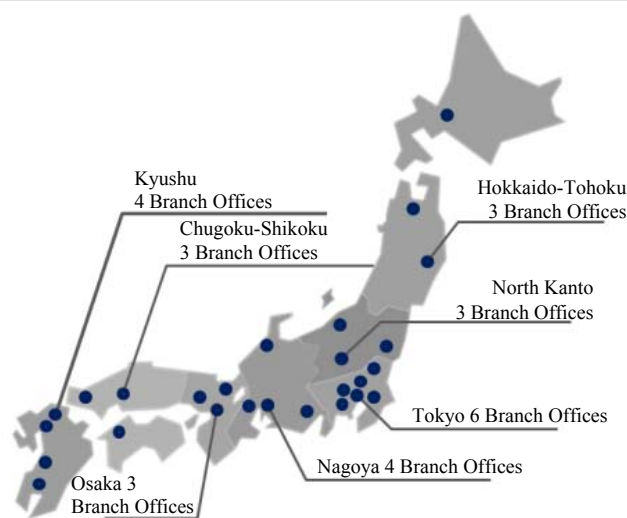 Kyushu
4 Branch Offices
Hokkaido-Tohoku
3 Branch Offices
Chugoku-Shikoku
3 Branch Offices
North Kanto
3 Branch Offices
Tokyo 6 Branch Offices
Nagoya 4 Branch Offices
Osaka 3
Branch Offices